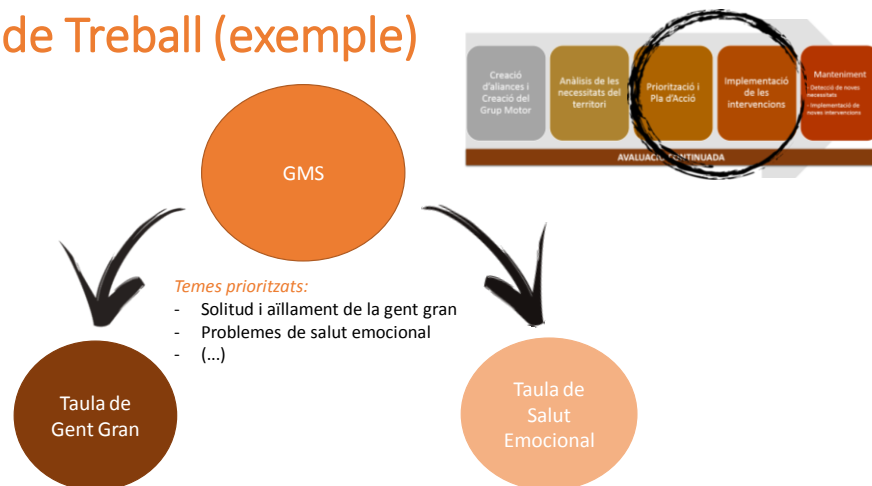 de Treball (exemple)
Creació
d'aliances i
Creació del
Grup Motor
Anàlisis de les
necessitats del
territori
Priorització i
Pla d'Acció
Implementació
de les
intervencions
Manteniment
- Detecció de noves
necessitats
- Implementació de
noves intervencions
AVALUACIÓ CONTINUADA
GMS
Temes prioritzats:
- Solitud i aïllament de la gent gran
- Problemes de salut emocional
- (...)
Taula de
Gent Gran
Taula de
Salut
Emocional